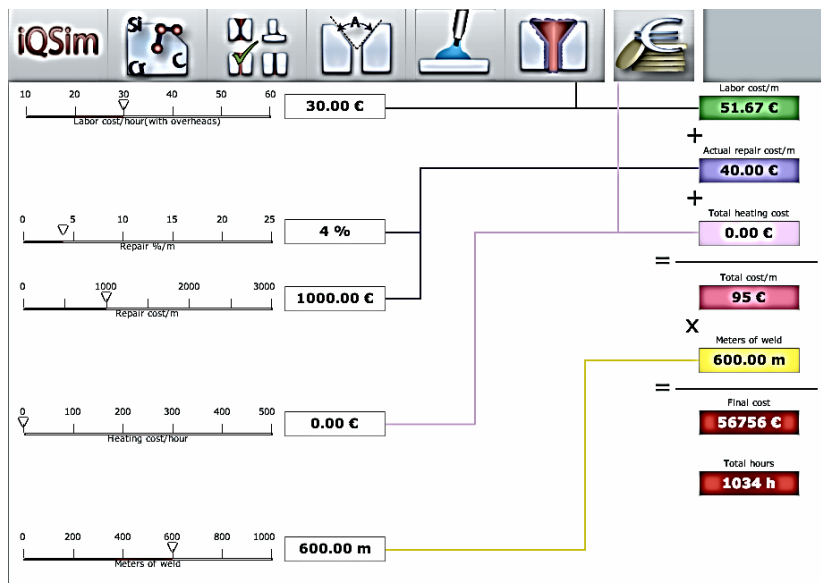 iQSim
Si
Cr
C
A
€
10 20 30 40 50 60
Labor cost/hour(with overheads)
30.00 €
Labor cost/m
51.67 €
+
Actual repair cost/m
40.00 €
+
0 5 10 15 20 25
Repair %/m
4 %
Total heating cost
0.00 €
=
0 1000 2000 3000
Repair cost/m
1000.00 €
Total cost/m
95 €
x
Meters of weld
600.00 m
=
0 100 200 300 400 500
Heating cost/hour
0.00 €
Final cost
56756 €
Total hours
1034 h
0 200 400 600 800 1000
Meters of weld
600.00 m